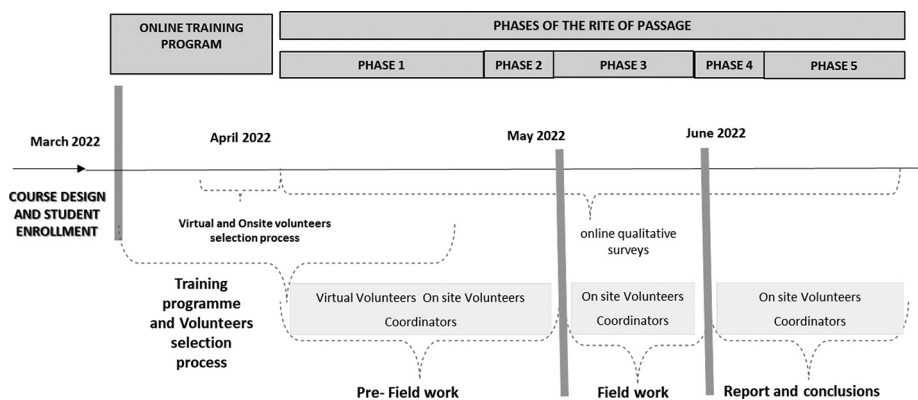 ONLINE TRAINING
PROGRAM
PHASES OF THE RITE OF PASSAGE
PHASE 1
PHASE 2
PHASE 3
PHASE 4
PHASE 5
March 2022
April 2022
May 2022
June 2022
COURSE DESIGN
AND STUDENT
ENROLLMENT
Virtual and Onsite volunteers
selection process
online qualitative
surveys
Training
programme
and Volunteers
selection
process
Virtual Volunteers On site Volunteers
Coordinators
On site Volunteers
Coordinators
On site Volunteers
Coordinators
Pre- Field work
Field work
Report and conclusions